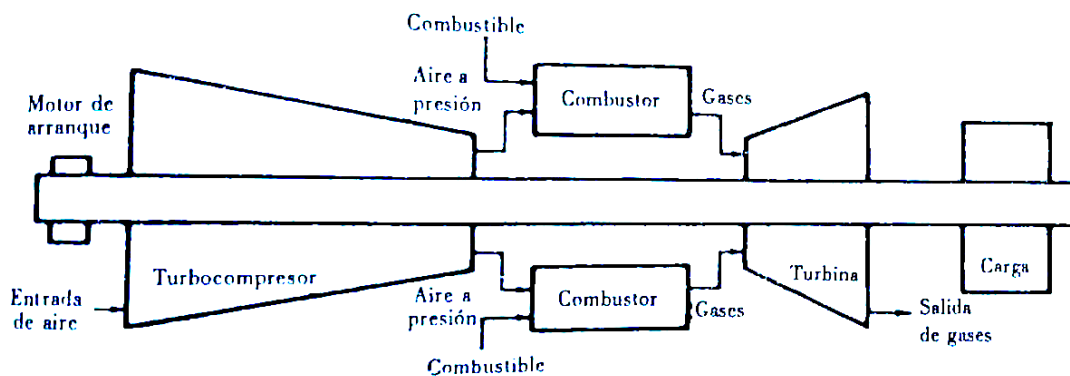 Combustible
Aire a
presión
Combustor
Gases
Motor de
arranque
Turbocompresor
Turbina
Carga
Entrada
de aire
Aire a
presión
Combustor
Gases
Salida
de gases
Combustible